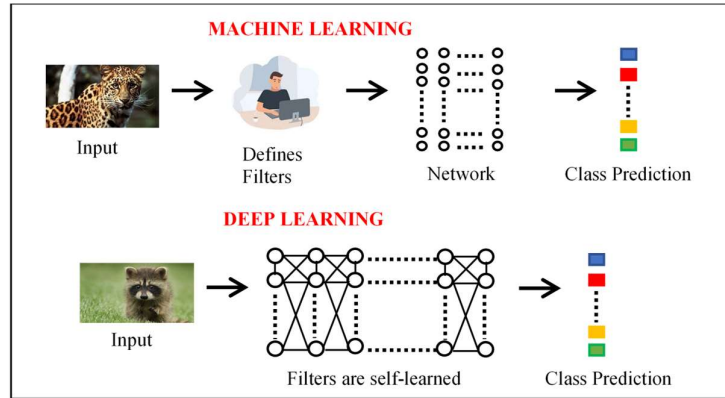 MACHINE LEARNING
Input
Defines
Filters
Network
Class Prediction
DEEP LEARNING
Input
Filters are self-learned
Class Prediction